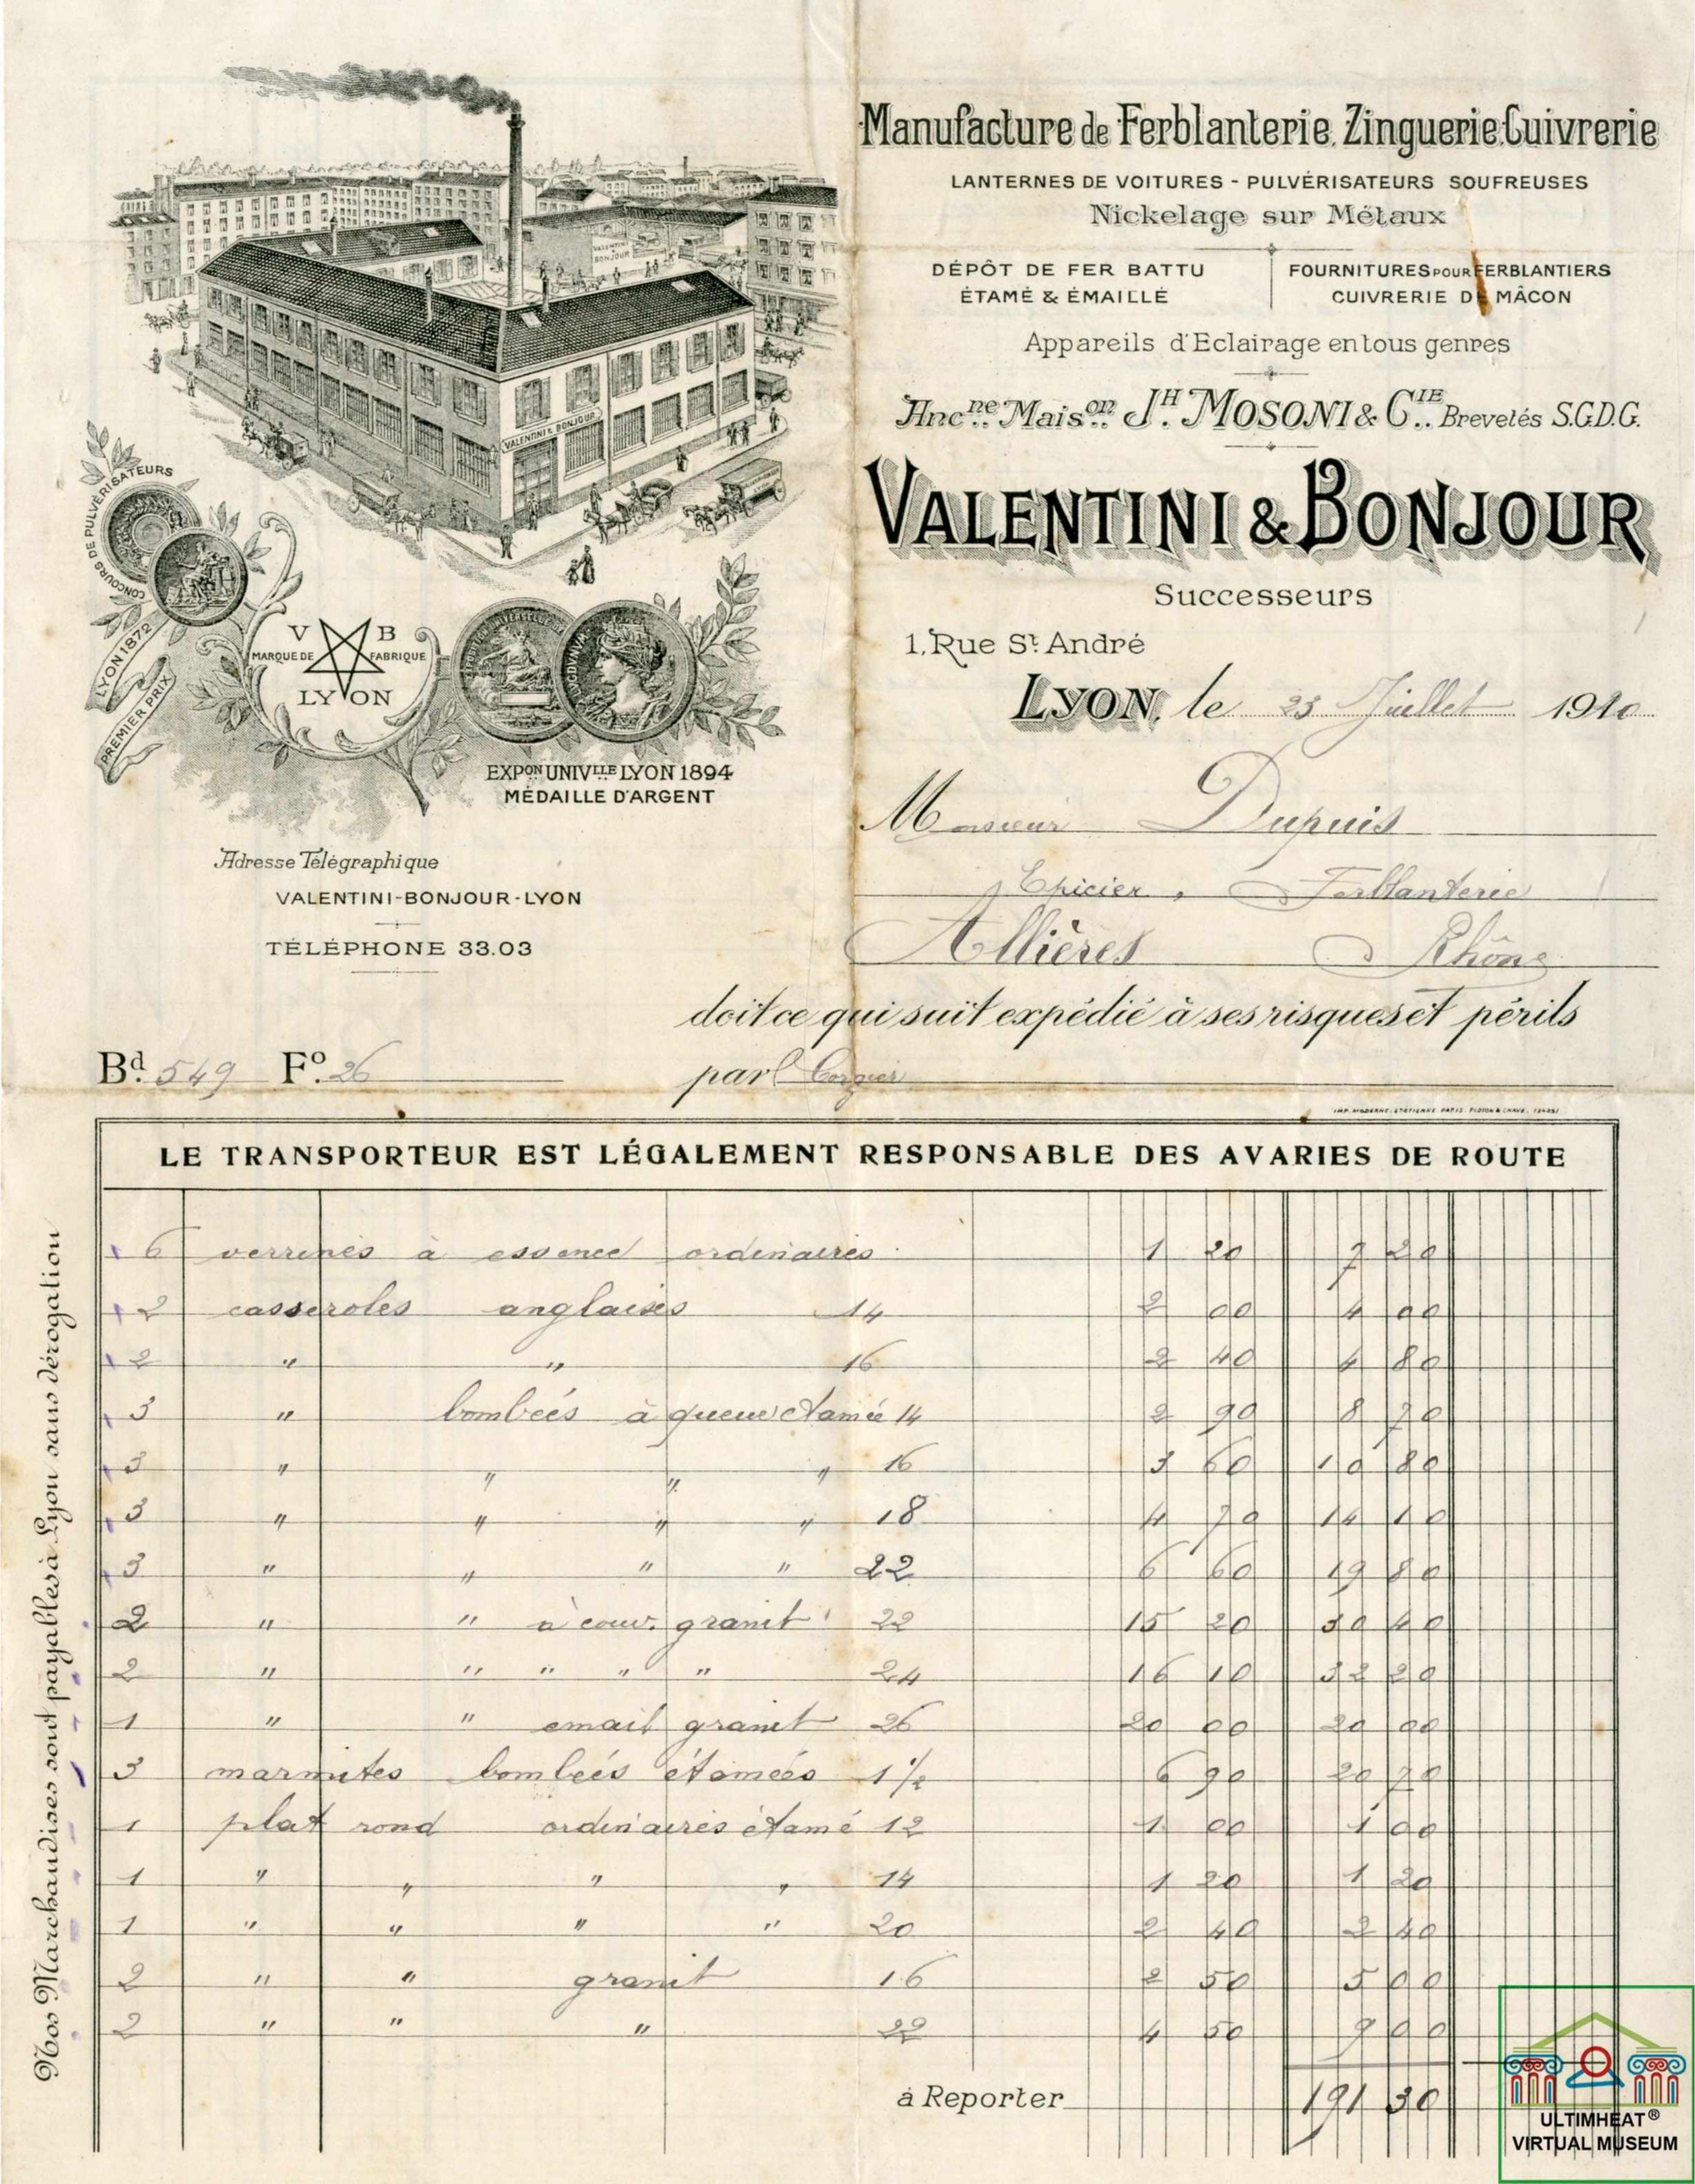 Manufacture de Ferblanterie, Zinguerie Cuivrerie
LANTERNES DE VOITURES - PULVÉRISATEURS SOUFREUSES
Nickelage sur Métaux
DÉPÔT DE FER BATTU
ÉTAMÉ & ÉMAILLÉ
FOURNITURES POUR FERBLANTIERS
CUIVRERIE DE MÂCON
Appareils d'Eclairage en tous genres
Anc.ne Mais.on J.H MOSONI & C.IE Brevetés S.G.D.G.
VALENTINI & BONJOUR
Successeurs
1, Rue St. André
LYON, le 23 Juillet 1910
VALENTINI BONJOUR
VALENTINI & BONJOUR
CONCOURS DE PULVÉRISATEURS
LYON 1872
PREMIER PRIX
V B
MARQUE DE FABRIQUE
LYON
EXPON UNIVLLE LYON 1894
MÉDAILLE D'ARGENT
Adresse Télégraphique
VALENTINI-BONJOUR-LYON
TÉLÉPHONE 33.03
Monsieur Dupuis
Epicier, Ferblanterie
Allières Rhône
doit ce qui suit expédié à ses risques et périls
Bd. 549 Fo. 26
par Corgier
LE TRANSPORTEUR EST LÉGALEMENT RESPONSABLE DES AVARIES DE ROUTE
Nos Marchandises sont payables à Lyon sans dérogation
6 verrines à essence ordinaires 1 20 7 20
2 casseroles anglaises 14 2 00 4 00
2 " " 16 2 40 4 80
3 " bombées à queue étamée 14 2 90 8 70
3 " " " " 16 3 60 10 80
3 " " " " 18 4 70 14 10
3 " " " " 22 6 60 19 80
2 " " à couv. granit 22 15 20 30 40
2 " " " " " 24 16 10 32 20
1 " " email granit 26 20 00 20 00
3 marmites bombées étamées 1 1/2 6 90 20 70
1 plat rond ordinaires étamé 12 1 00 1 00
1 " " " " 14 1 20 1 20
1 " " " " 20 2 40 2 40
2 " " granit 16 2 50 5 00
2 " " " 22 4 50 9 00
à Reporter 191 30
ULTIMHEAT®
VIRTUAL MUSEUM